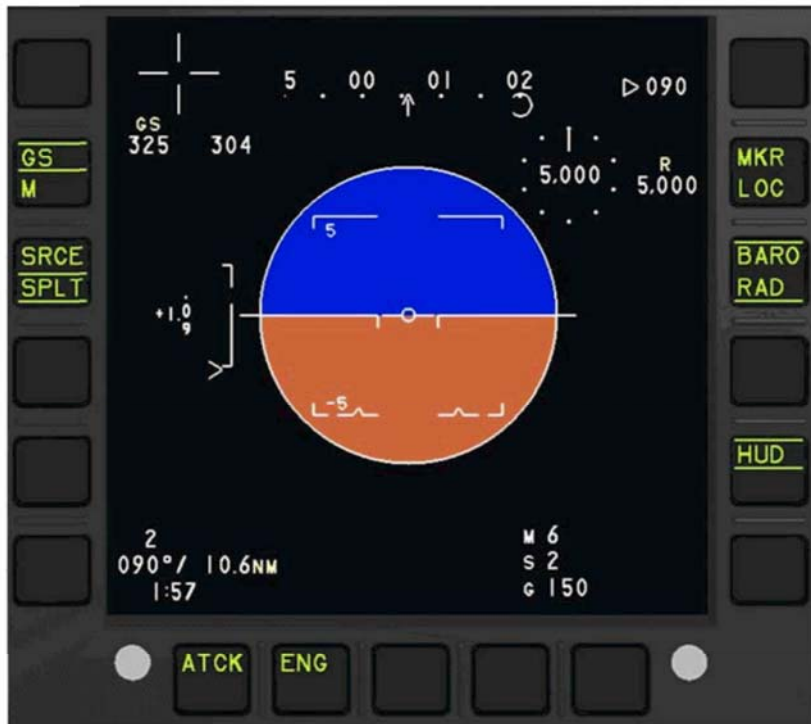 5 00 01 02
090
GS
325 304
5,000
R
5,000
GS
M
MKR
LOC
SRCE
SPLT
BARO
RAD
5
+1.0
9
-5
HUD
2
090°/ 10.6NM
1:57
M 6
S 2
G 150
ATCK ENG